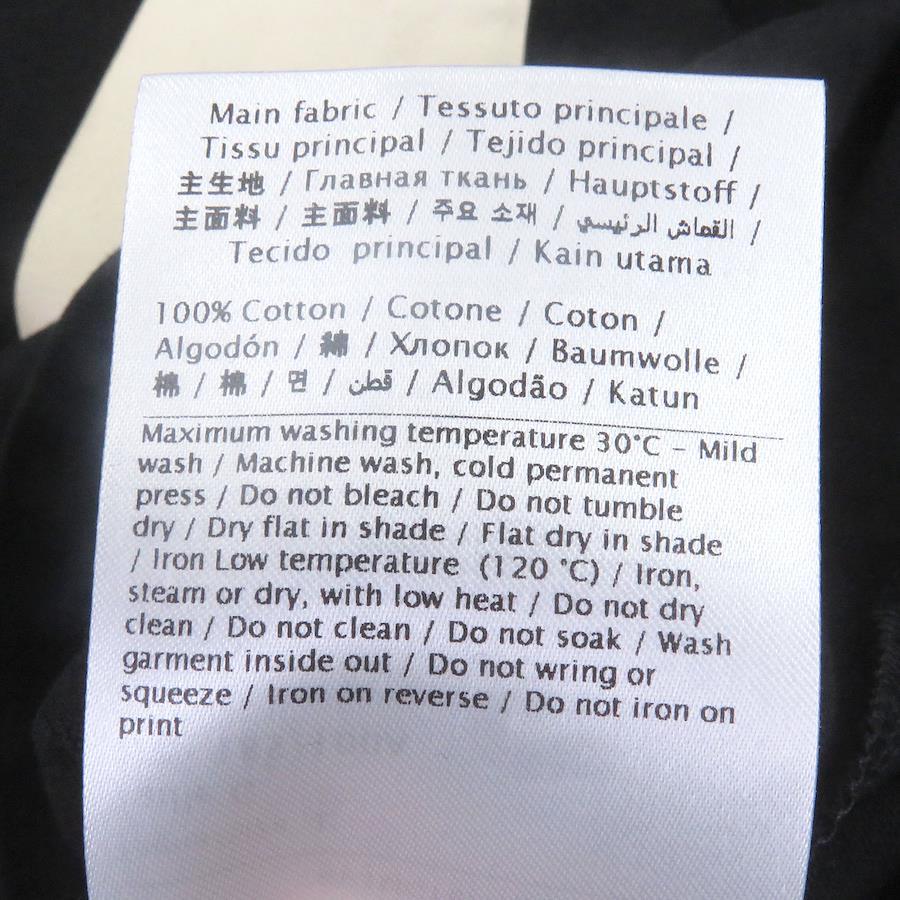 Main fabric / Tessuto principale /
Tissu principal / Tejido principal /
主生地 / Главная ткань / Hauptstoff /
主面料 / 主面料 / 주요 소재 / القماش الرئيسي /
Tecido principal / Kain utama
100% Cotton / Cotone / Coton /
Algodón / 綿 / Хлопок / Baumwolle /
棉 / 棉 / 면 / قطن / Algodão / Katun
Maximum washing temperature 30°C - Mild
wash / Machine wash, cold permanent
press / Do not bleach / Do not tumble
dry / Dry flat in shade / Flat dry in shade
/ Iron Low temperature (120 °C) / Iron,
steam or dry, with low heat / Do not dry
clean / Do not clean / Do not soak / Wash
garment inside out / Do not wring or
squeeze / Iron on reverse / Do not iron on
print